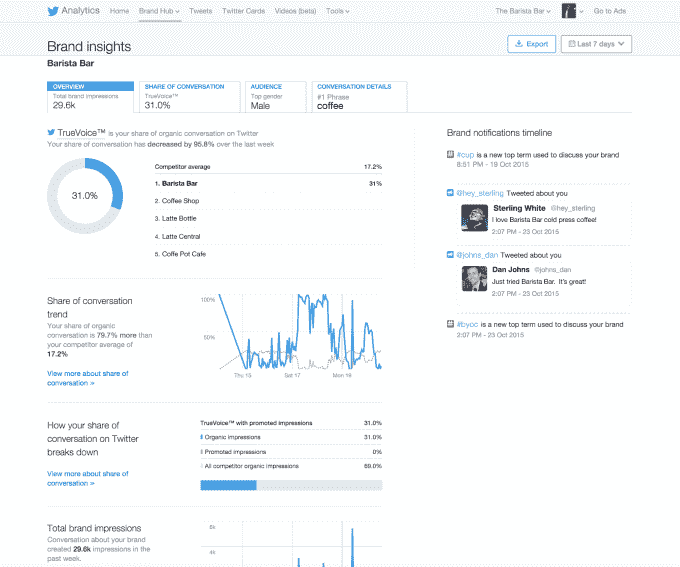 Analytics Home Brand Hub Tweets Twitter Cards Videos (beta) Tools The Barista Bar Go to Ads
Brand insights
Export
Last 7 days
Barista Bar
OVERVIEW
Total brand impressions
29.6k
SHARE OF CONVERSATION
TrueVoice™
31.0%
AUDIENCE
Top gender
Male
CONVERSATION DETAILS
#1 Phrase
coffee
TrueVoice™ is your share of organic conversation on Twitter
Your share of conversation has decreased by 95.8% over the last week
31.0%
Competitor average 17.2%
1. Barista Bar 31%
2. Coffee Shop
3. Latte Bottle
4. Latte Central
5. Coffe Pot Cafe
Share of conversation
trend
Your share of organic
conversation is 79.7% more than
your competitor average of
17.2%
View more about share of
conversation »
100%
50%
Thu 15
Sat 17
Mon 19
How your share of
conversation on Twitter
breaks down
View more about share of
conversation »
TrueVoice™ with promoted impressions 31.0%
Organic impressions 31.0%
Promoted impressions 0%
All competitor organic impressions 69.0%
Total brand impressions
Conversation about your brand
created 29.6k impressions in the
past week.
6k
4k
Brand notifications timeline
#cup is a new top term used to discuss your brand
8:51 PM - 19 Oct 2015
@hey_sterling Tweeted about you
Sterling White @hey_sterling
I love Barista Bar cold press coffee!
2:07 PM - 23 Oct 2015
@johns_dan Tweeted about you
Dan Johns @johns_dan
Just tried Barista Bar. It's great!
2:07 PM - 23 Oct 2015
#byoc is a new top term used to discuss your brand
2:07 PM - 23 Oct 2015